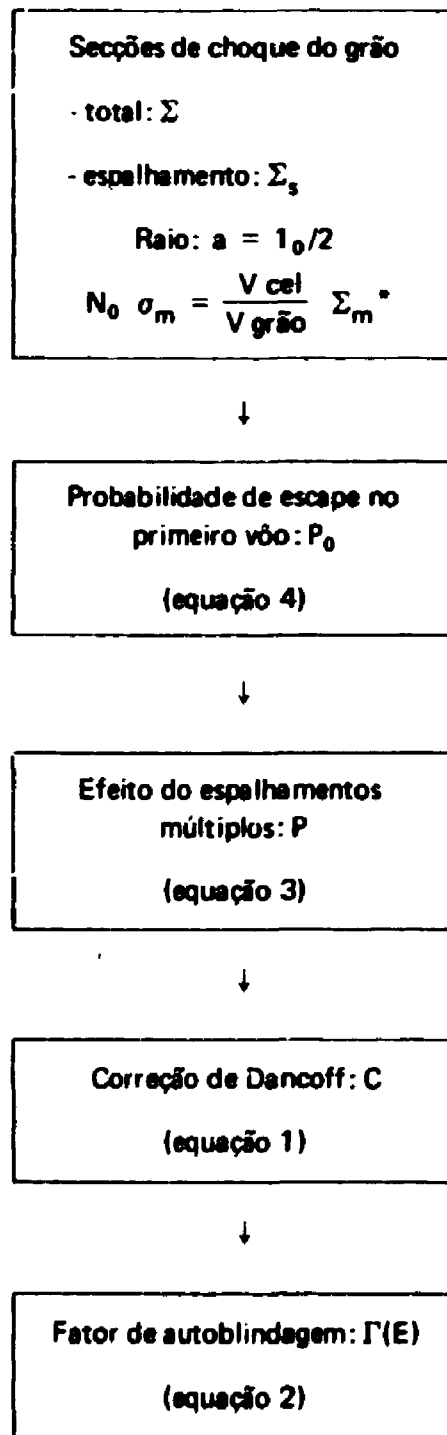 Secções de choque do grão
- total: Σ
- espalhamento: Σs
Raio: a = 1₀/2
N₀ σm = V cel / V grão Σm*
↓
Probabilidade de escape no
primeiro vôo: P₀
(equação 4)
↓
Efeito do espalhamentos
múltiplos: P
(equação 3)
↓
Correção de Dancoff: C
(equação 1)
↓
Fator de autoblindagem: Γ(E)
(equação 2)